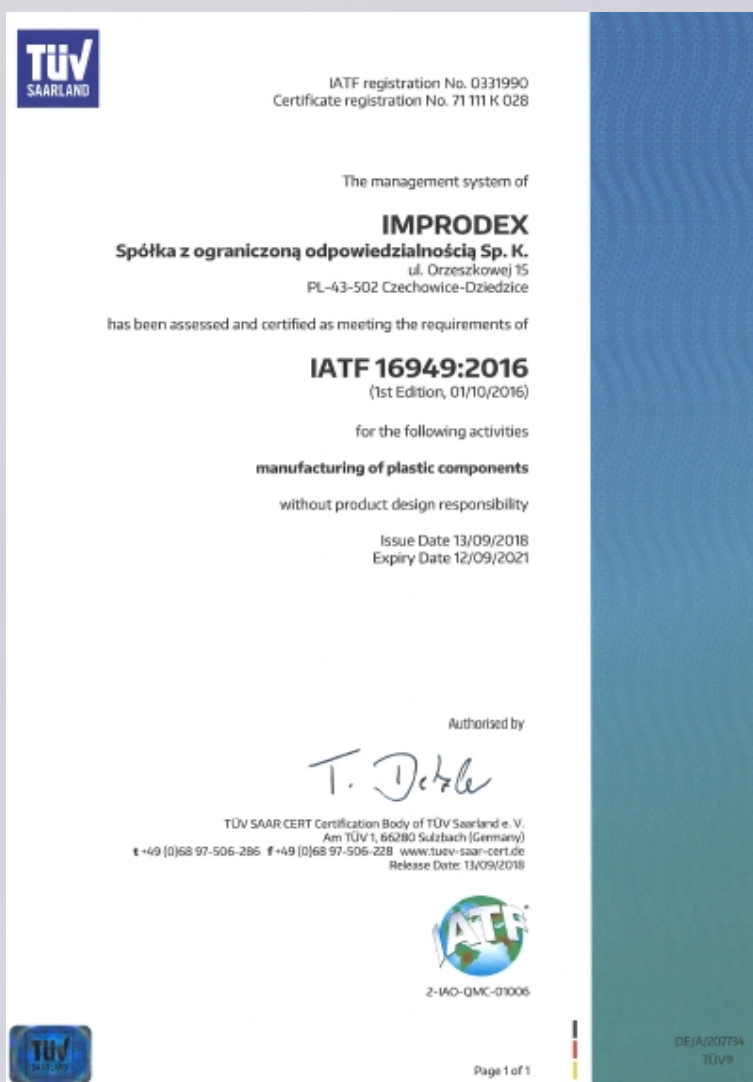 TÜV
SAARLAND
IATF registration No. 0331990
Certificate registration No. 71 111 K 028
The management system of
IMPRODEX
Spółka z ograniczoną odpowiedzialnością Sp. K.
ul. Orzeszkowej 15
PL-43-502 Czechowice-Dziedzice
has been assessed and certified as meeting the requirements of
IATF 16949:2016
(1st Edition, 01/10/2016)
for the following activities
manufacturing of plastic components
without product design responsibility
Issue Date 13/09/2018
Expiry Date 12/09/2021
Authorised by
TÜV SAAR CERT Certification Body of TÜV Saarland e. V.
Am TÜV 1, 66280 Sulzbach (Germany)
t +49 (0)68 97-506-286 f +49 (0)68 97-506-228 www.tuev-saar-cert.de
Release Date: 13/09/2018
IATF
2-IAO-QMC-01006
TÜV
SAARLAND
Page 1 of 1
DE/A/207734
TÜV®